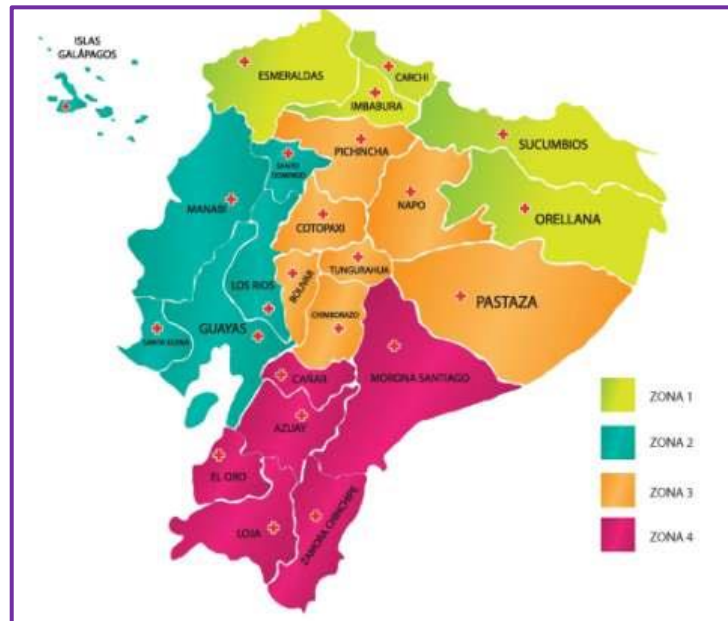 ISLAS
GALÁPAGOS
ESMERALDAS
CARCHI
IMBABURA
SUCUMBIOS
PICHINCHA
SANTO
DOMINGO
MANABÍ
NAPO
ORELLANA
COTOPAXI
TUNGURAHUA
LOS RIOS
BOLIVAR
PASTAZA
CHIMBORAZO
GUAYAS
SANTA ELENA
CAÑAR
MORONA SANTIAGO
AZUAY
EL ORO
LOJA
ZAMORA CHINCHIPE
ZONA 1
ZONA 2
ZONA 3
ZONA 4